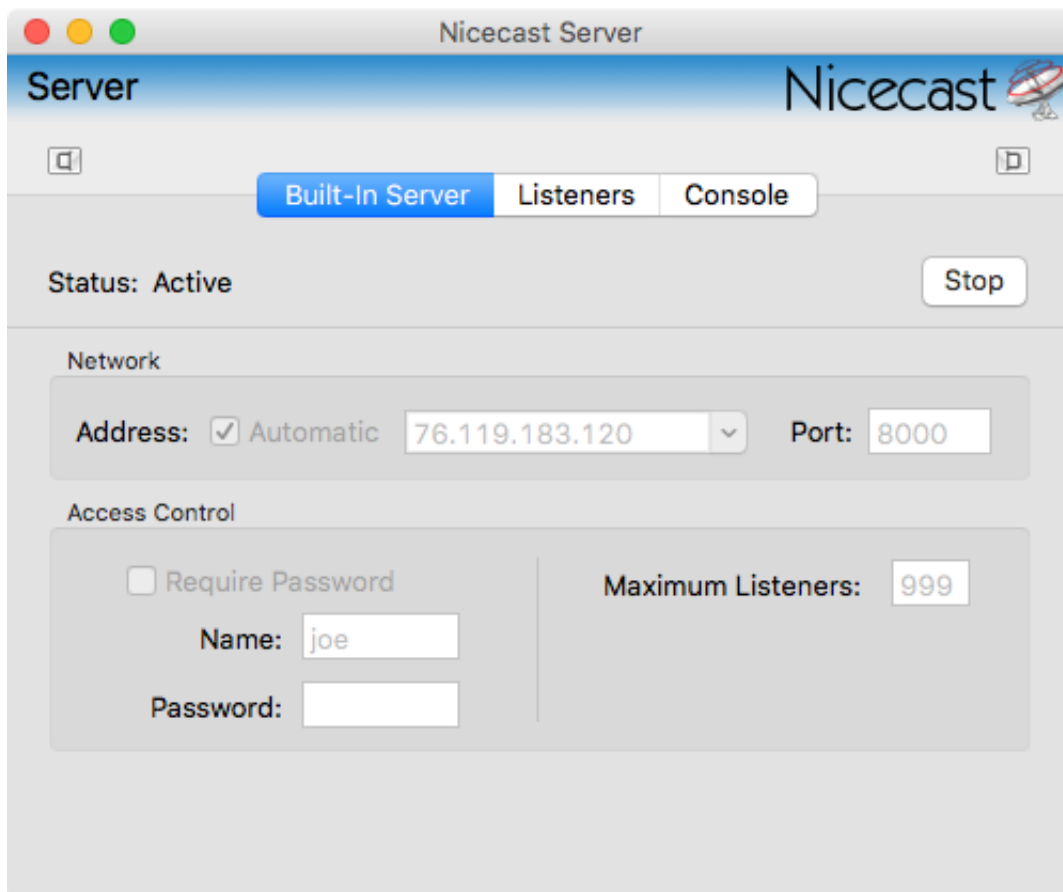 Nicecast Server
Server
Nicecast
Built-In Server Listeners Console
Status: Active
Stop
Network
Address: Automatic 76.119.183.120 Port: 8000
Access Control
Require Password
Maximum Listeners: 999
Name: joe
Password: